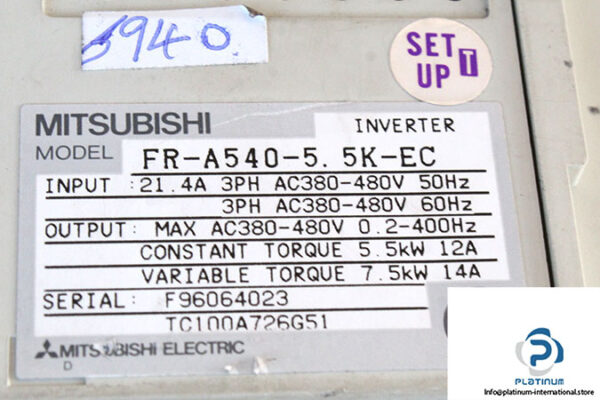 6940.
SET UP T
MITSUBISHI INVERTER
MODEL FR-A540-5.5K-EC
INPUT : 21.4A 3PH AC380-480V 50Hz
3PH AC380-480V 60Hz
OUTPUT: MAX AC380-480V 0.2-400Hz
CONSTANT TORQUE 5.5kW 12A
VARIABLE TORQUE 7.5kW 14A
SERIAL: F96064023
TC100A726G51
MITSUBISHI ELECTRIC
D
PLATINUM
Info@platinum-international.store